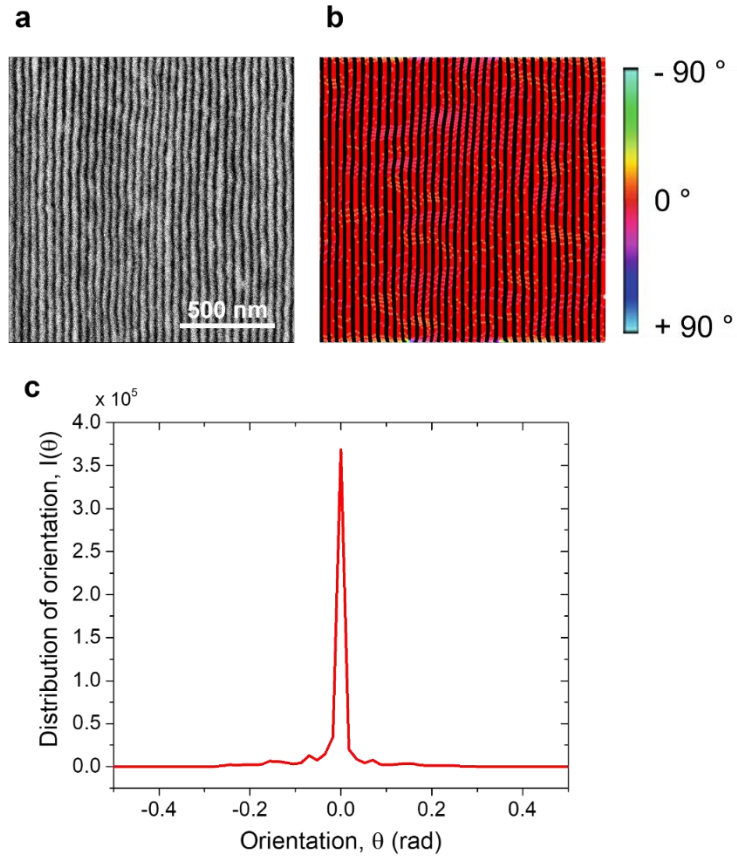 a
b
500 nm
- 90 °
0 °
+ 90 °
c
x 10⁵
4.0
3.5
3.0
2.5
2.0
1.5
1.0
0.5
0.0
Distribution of orientation, I(θ)
-0.4
-0.2
0.0
0.2
0.4
Orientation, θ (rad)